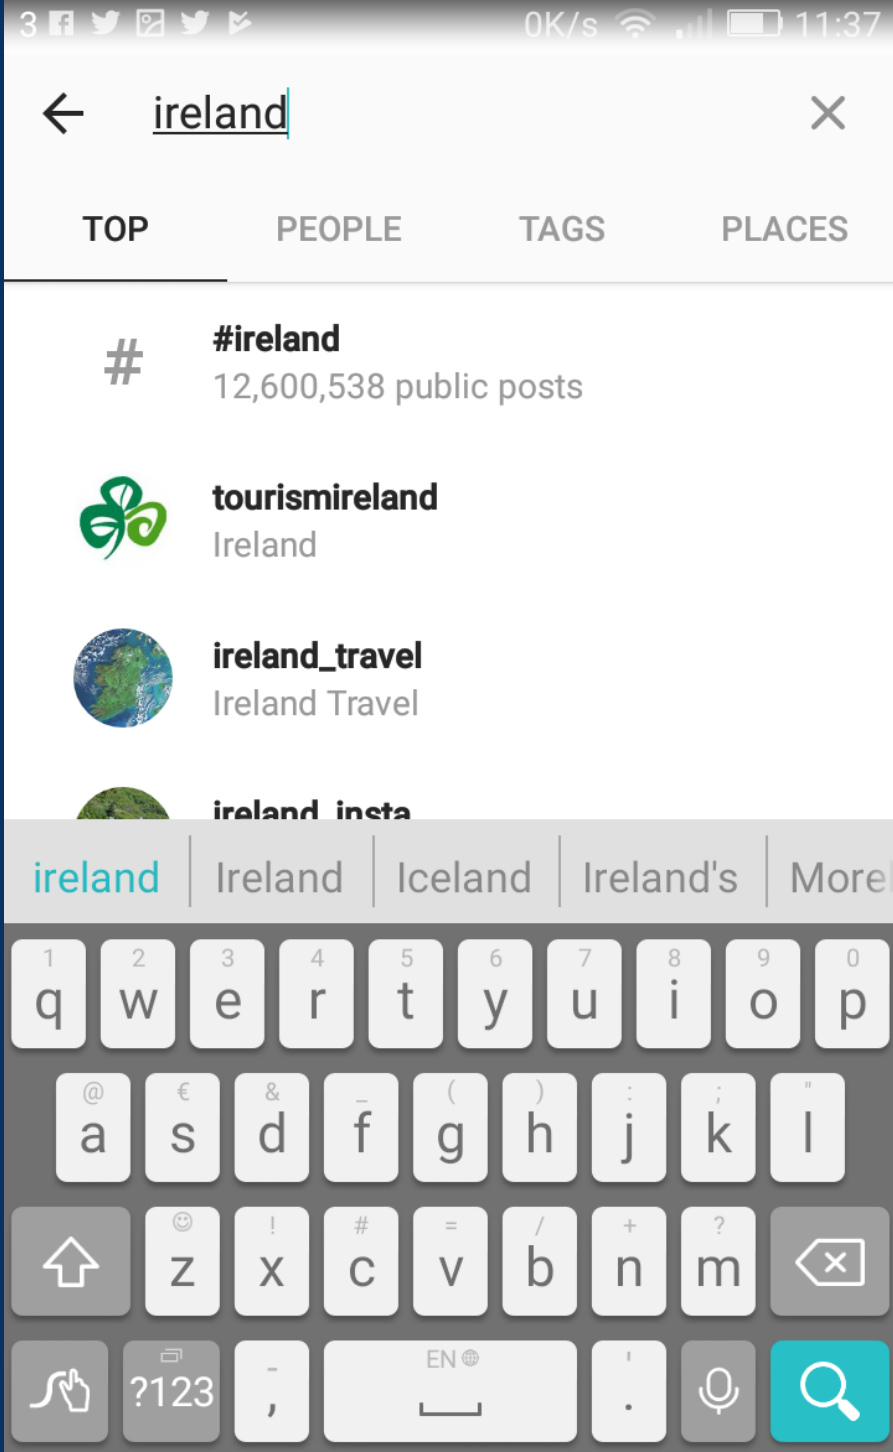 3 0K/s 11:37
ireland
TOP PEOPLE TAGS PLACES
# #ireland
12,600,538 public posts
tourismireland
Ireland
ireland_travel
Ireland Travel
ireland_insta
ireland Ireland Iceland Ireland's More
1 2 3 4 5 6 7 8 9 0
q w e r t y u i o p
@ € & _ ( ) : ; "
a s d f g h j k l
! # = / + ?
z x c v b n m
- EN '
?123 , .